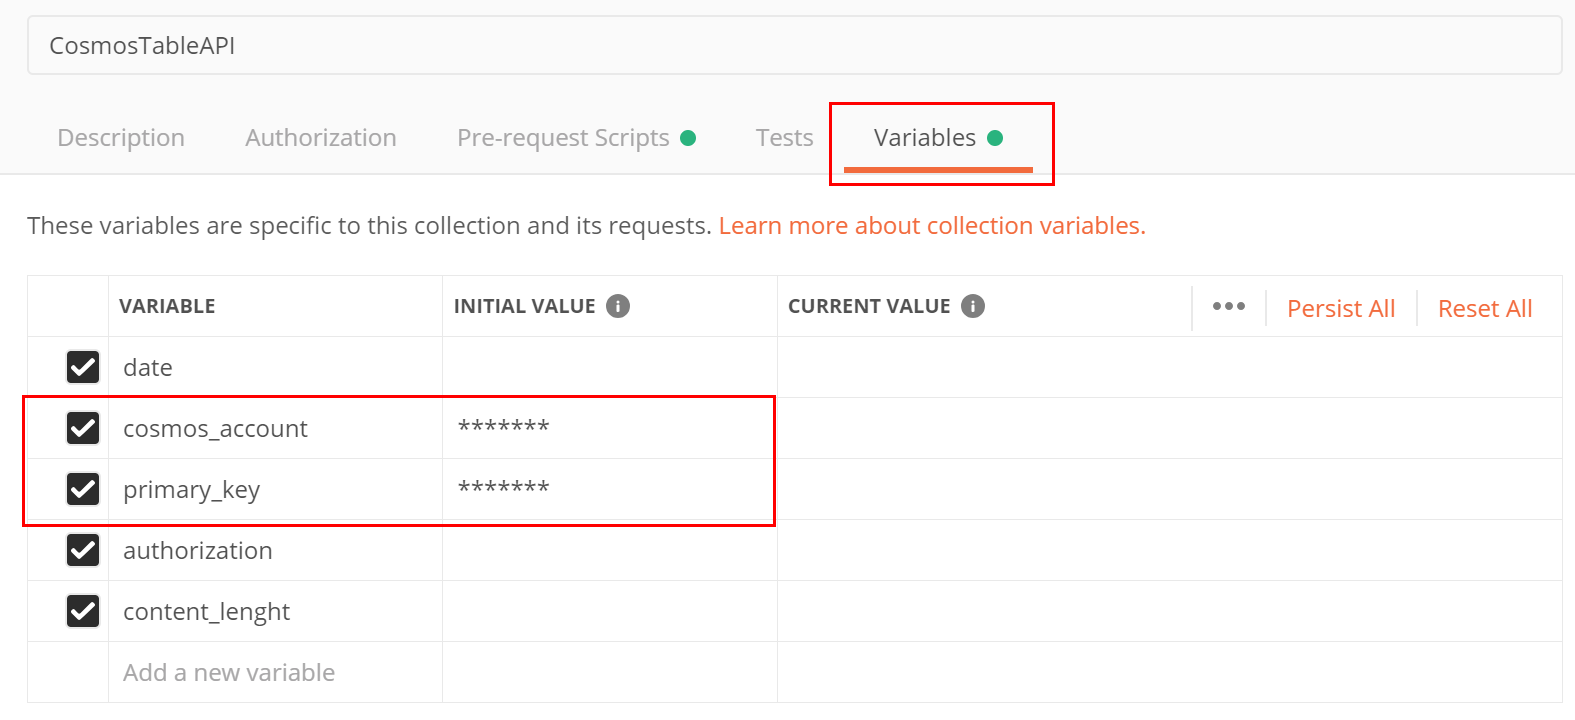 CosmosTableAPI
Description Authorization Pre-request Scripts Tests Variables
These variables are specific to this collection and its requests. Learn more about collection variables.
VARIABLE INITIAL VALUE CURRENT VALUE ••• Persist All Reset All
date
cosmos_account *******
primary_key *******
authorization
content_lenght
Add a new variable